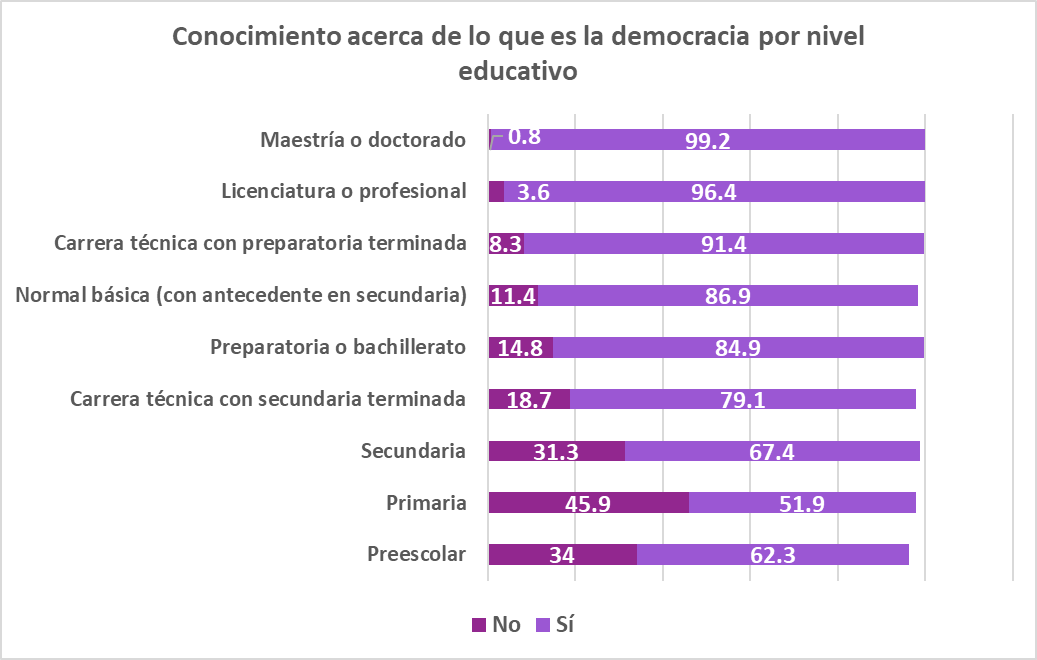 Conocimiento acerca de lo que es la democracia por nivel
educativo
Maestría o doctorado 0.8 99.2
Licenciatura o profesional 3.6 96.4
Carrera técnica con preparatoria terminada 8.3 91.4
Normal básica (con antecedente en secundaria) 11.4 86.9
Preparatoria o bachillerato 14.8 84.9
Carrera técnica con secundaria terminada 18.7 79.1
Secundaria 31.3 67.4
Primaria 45.9 51.9
Preescolar 34 62.3
No Sí